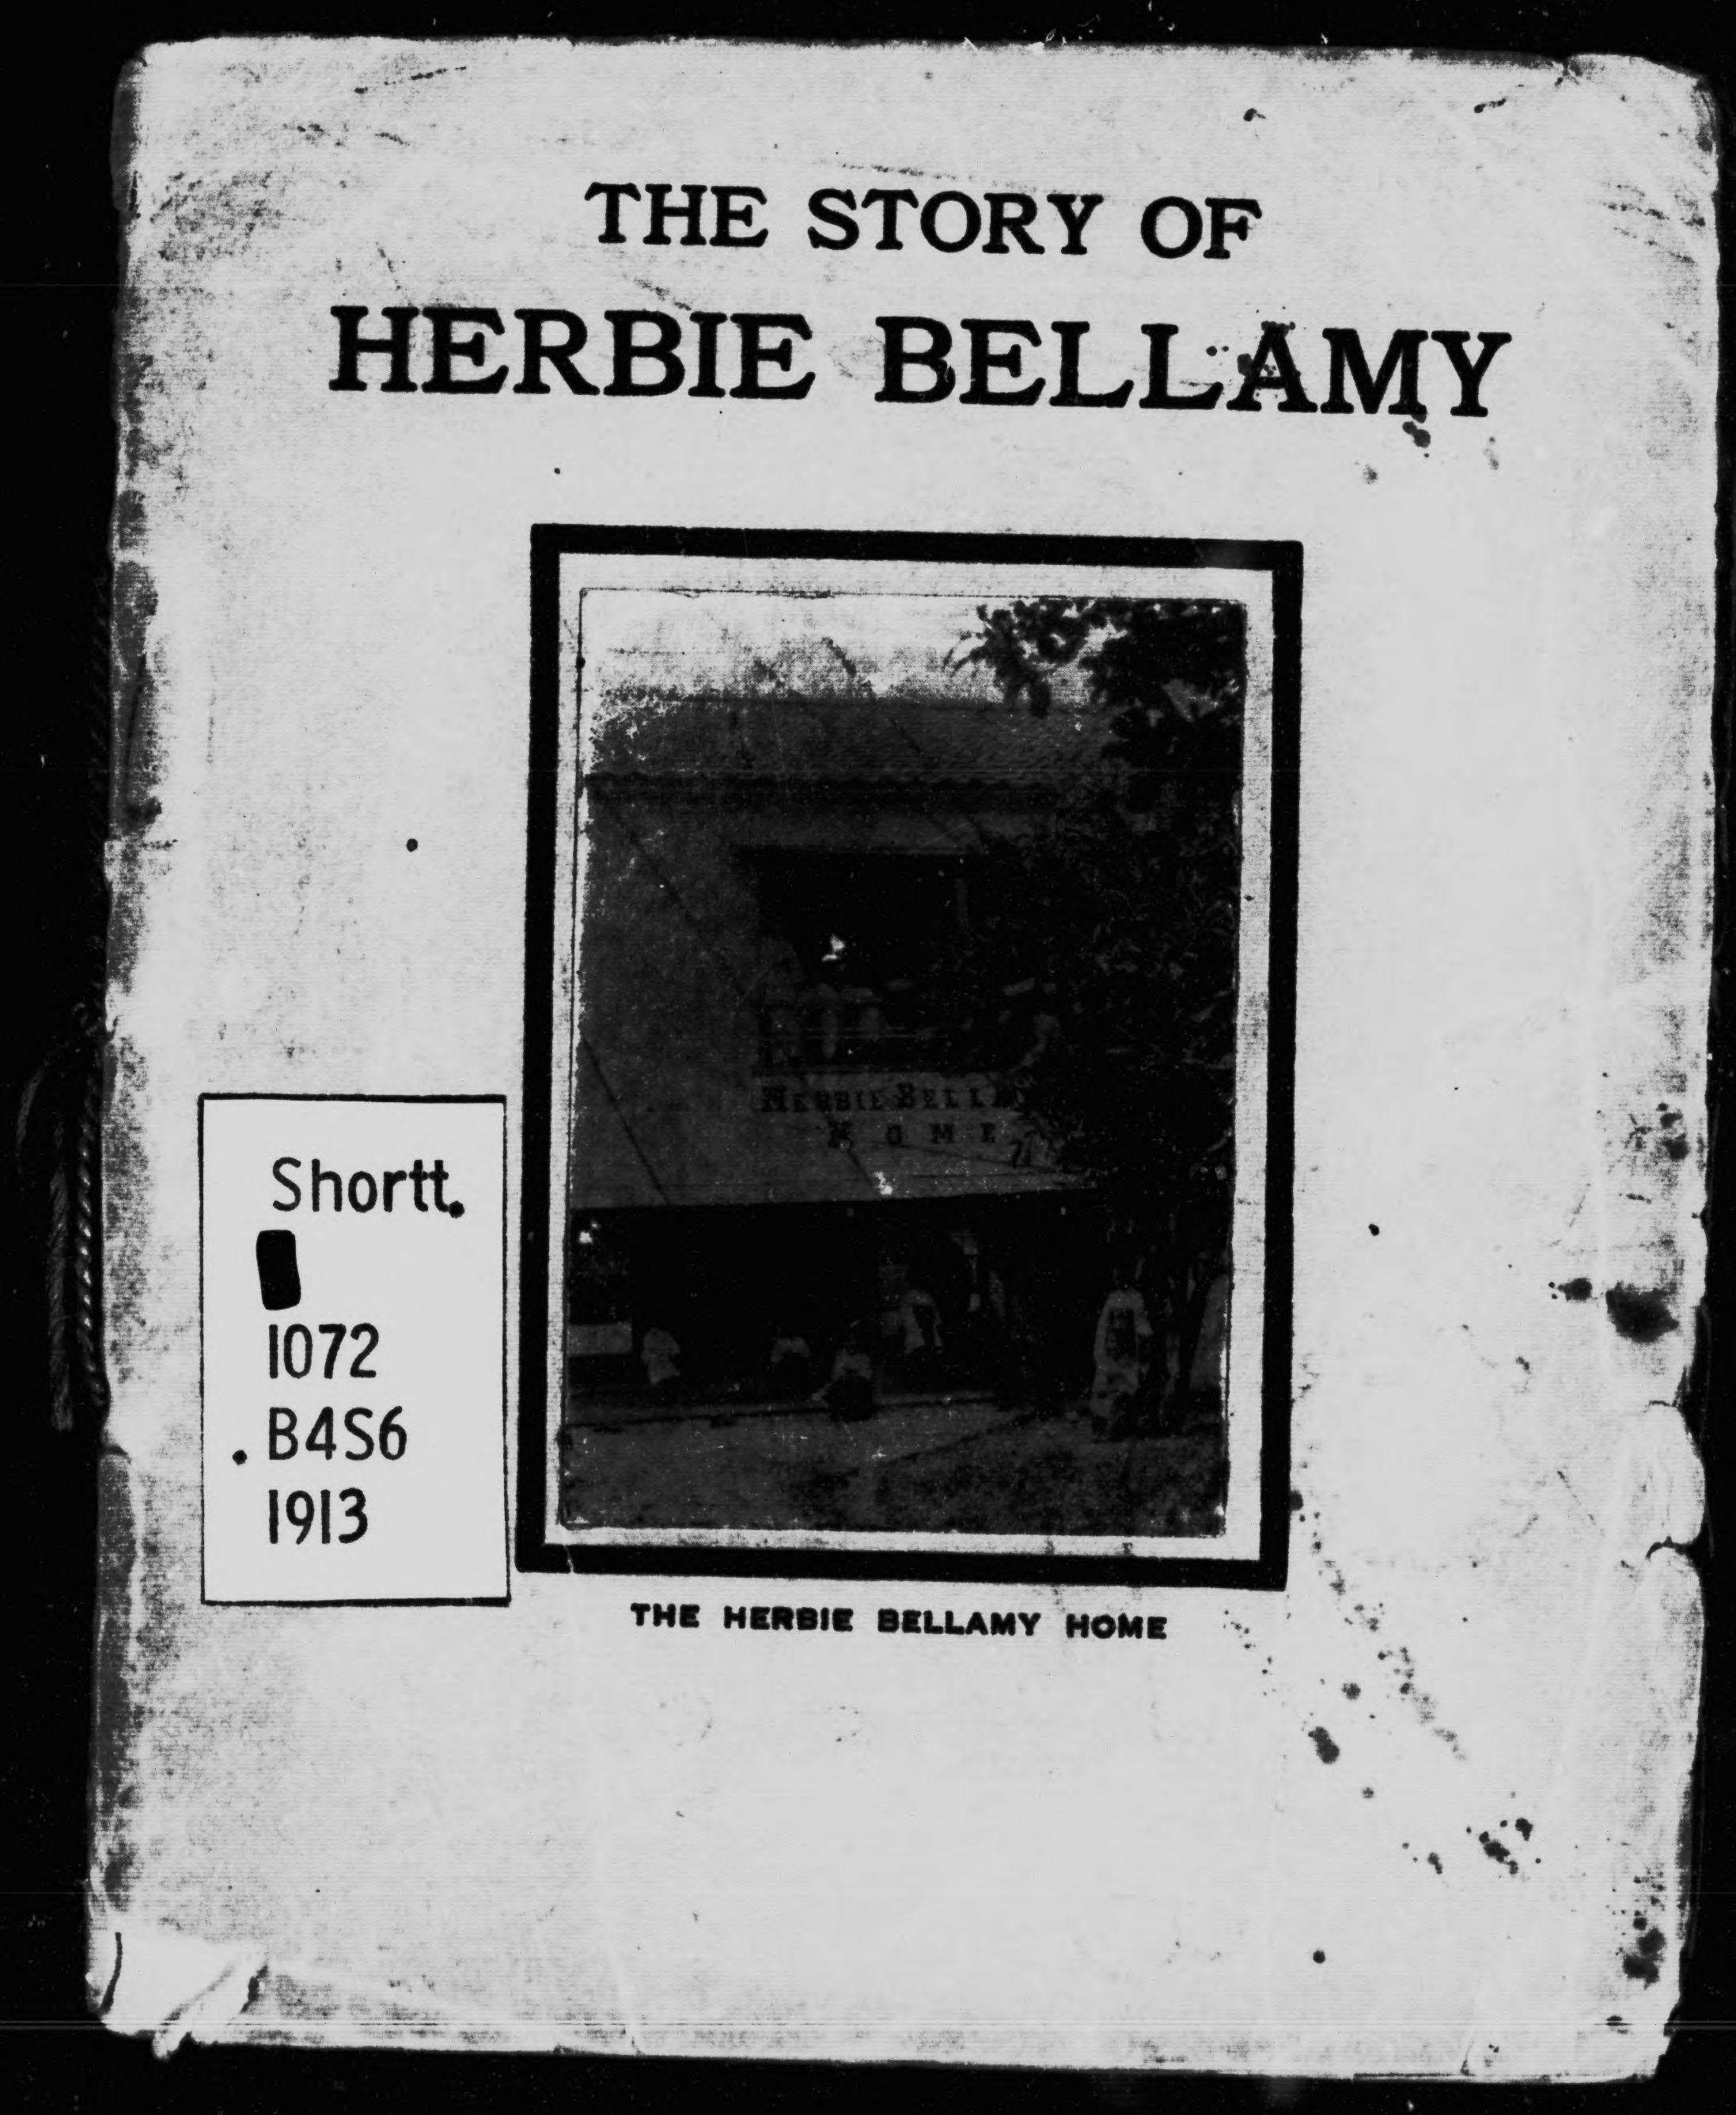 THE STORY OF
HERBIE BELLAMY
HERBIE BELL
HOME
Shortt.
1072
.B4S6
1913
THE HERBIE BELLAMY HOME